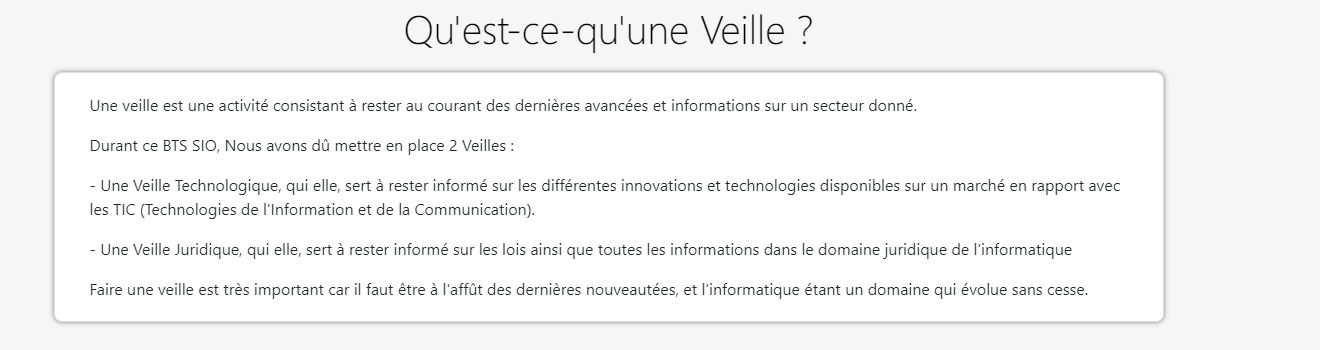 Qu'est-ce-qu'une Veille ?
Une veille est une activité consistant à rester au courant des dernières avancées et informations sur un secteur donné.
Durant ce BTS SIO, Nous avons dû mettre en place 2 Veilles :
- Une Veille Technologique, qui elle, sert à rester informé sur les différentes innovations et technologies disponibles sur un marché en rapport avec
les TIC (Technologies de l'Information et de la Communication).
- Une Veille Juridique, qui elle, sert à rester informé sur les lois ainsi que toutes les informations dans le domaine juridique de l'informatique
Faire une veille est très important car il faut être à l'affût des dernières nouveautées, et l'informatique étant un domaine qui évolue sans cesse.